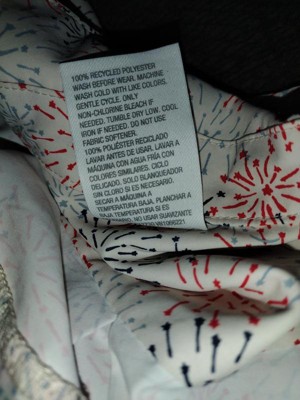 100% RECYCLED POLYESTER
WASH BEFORE WEAR. MACHINE
WASH COLD WITH LIKE COLORS.
GENTLE CYCLE. ONLY
NON-CHLORINE BLEACH IF
NEEDED. TUMBLE DRY LOW. COOL
IRON IF NEEDED. DO NOT USE
FABRIC SOFTENER.
100% POLIÉSTER RECICLADO
LAVAR ANTES DE USAR. LAVAR A
MÁQUINA CON AGUA FRÍA CON
COLORES SIMILARES. CICLO
DELICADO. SOLO BLANQUEADOR
SIN CLORO SI ES NECESARIO.
SECAR A MÁQUINA A
TEMPERATURA BAJA. PLANCHAR A
TEMPERATURA BAJA SI ES
NO USAR SUAVIZANTE